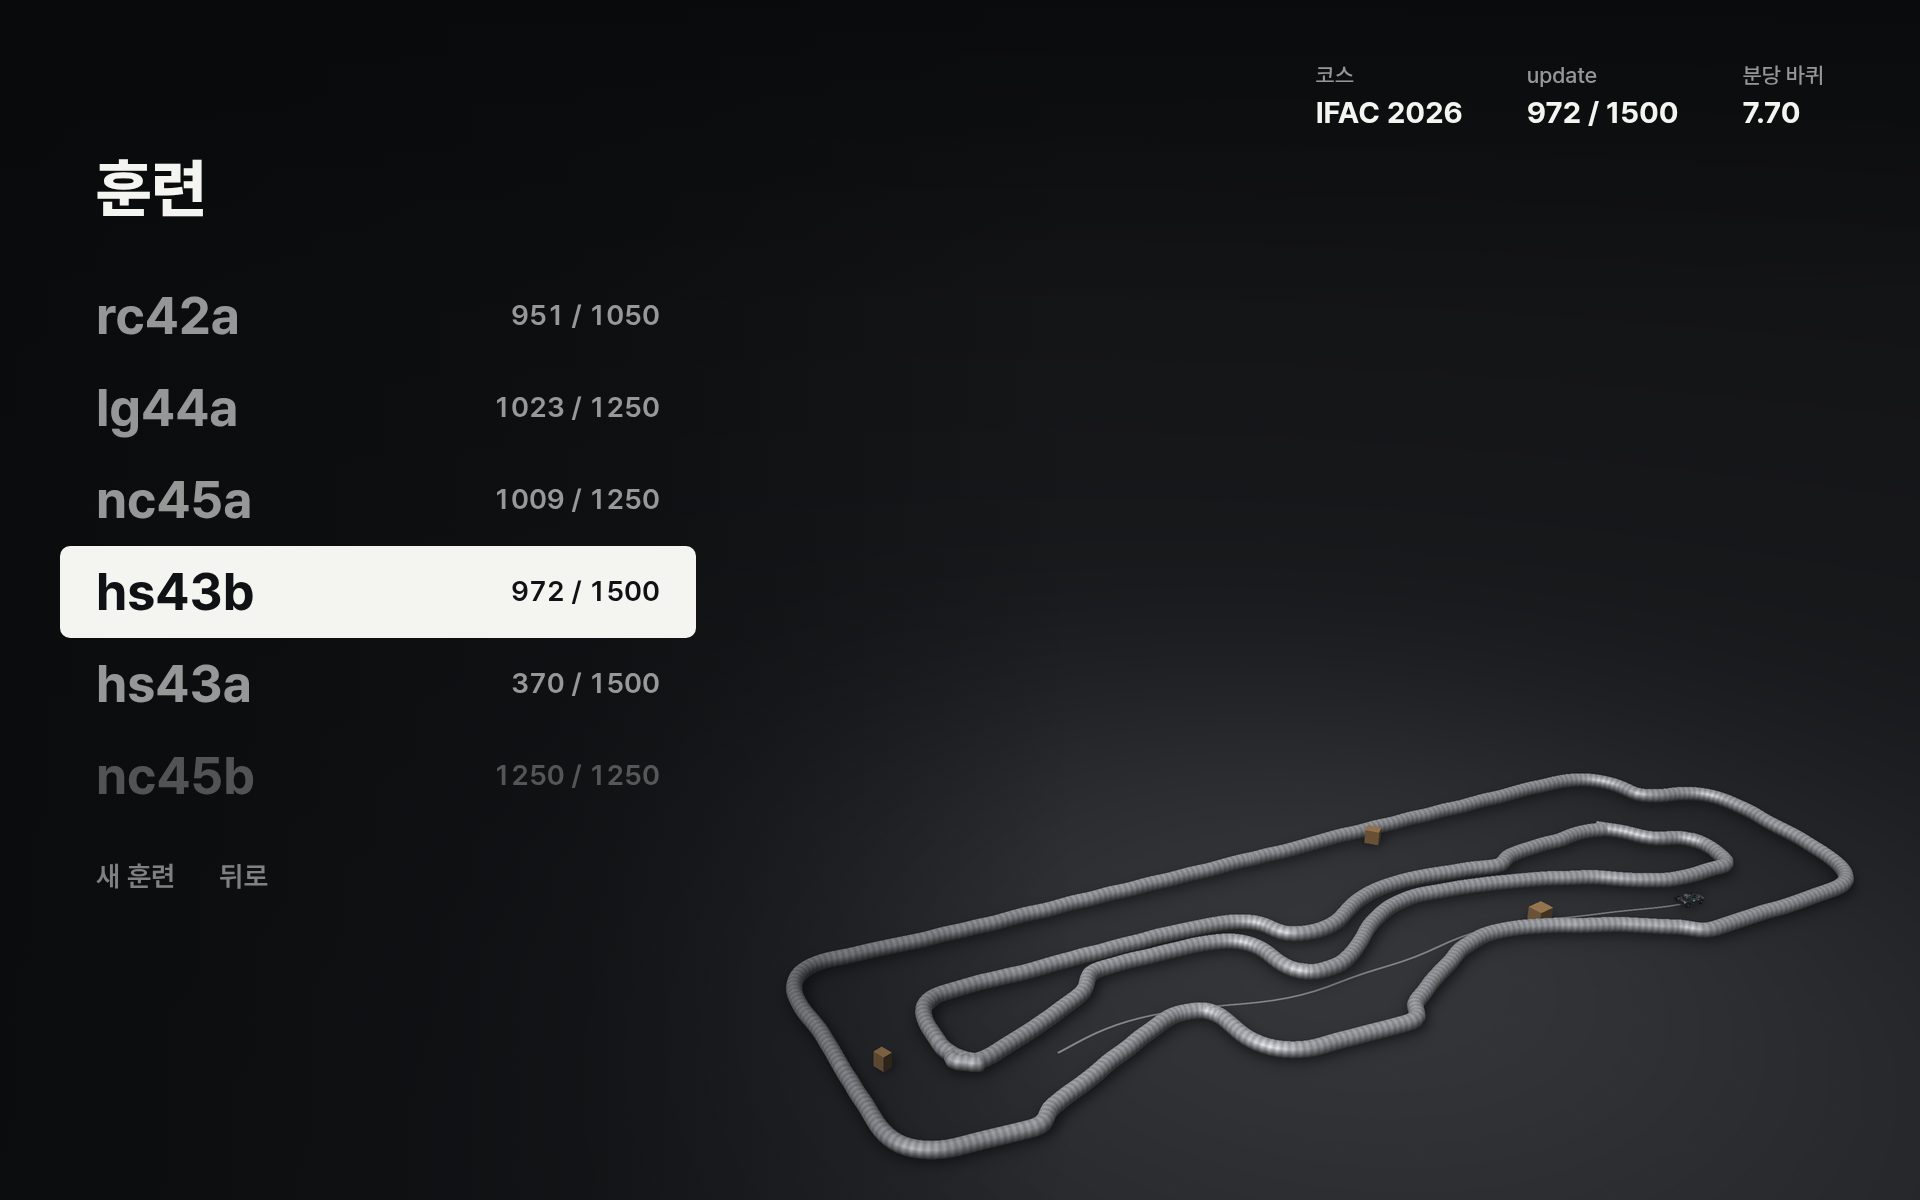 코스 update 분당 바퀴
IFAC 2026 972 / 1500 7.70
훈련
rc42a 951 / 1050
lg44a 1023 / 1250
nc45a 1009 / 1250
hs43b 972 / 1500
hs43a 370 / 1500
nc45b 1250 / 1250
새 훈련 뒤로